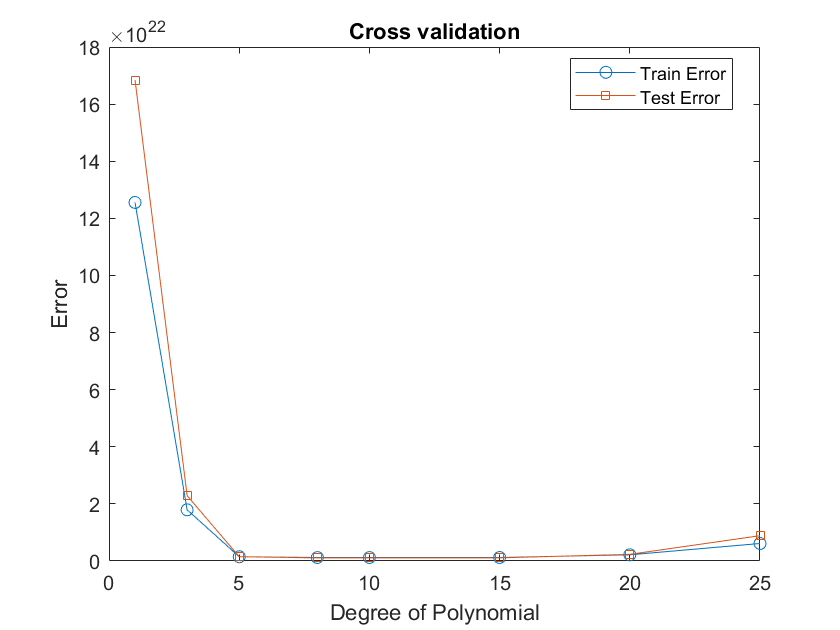 Cross validation
×10^22
18
16
14
12
10
8
6
4
2
0
Error
Train Error
Test Error
0 5 10 15 20 25
Degree of Polynomial